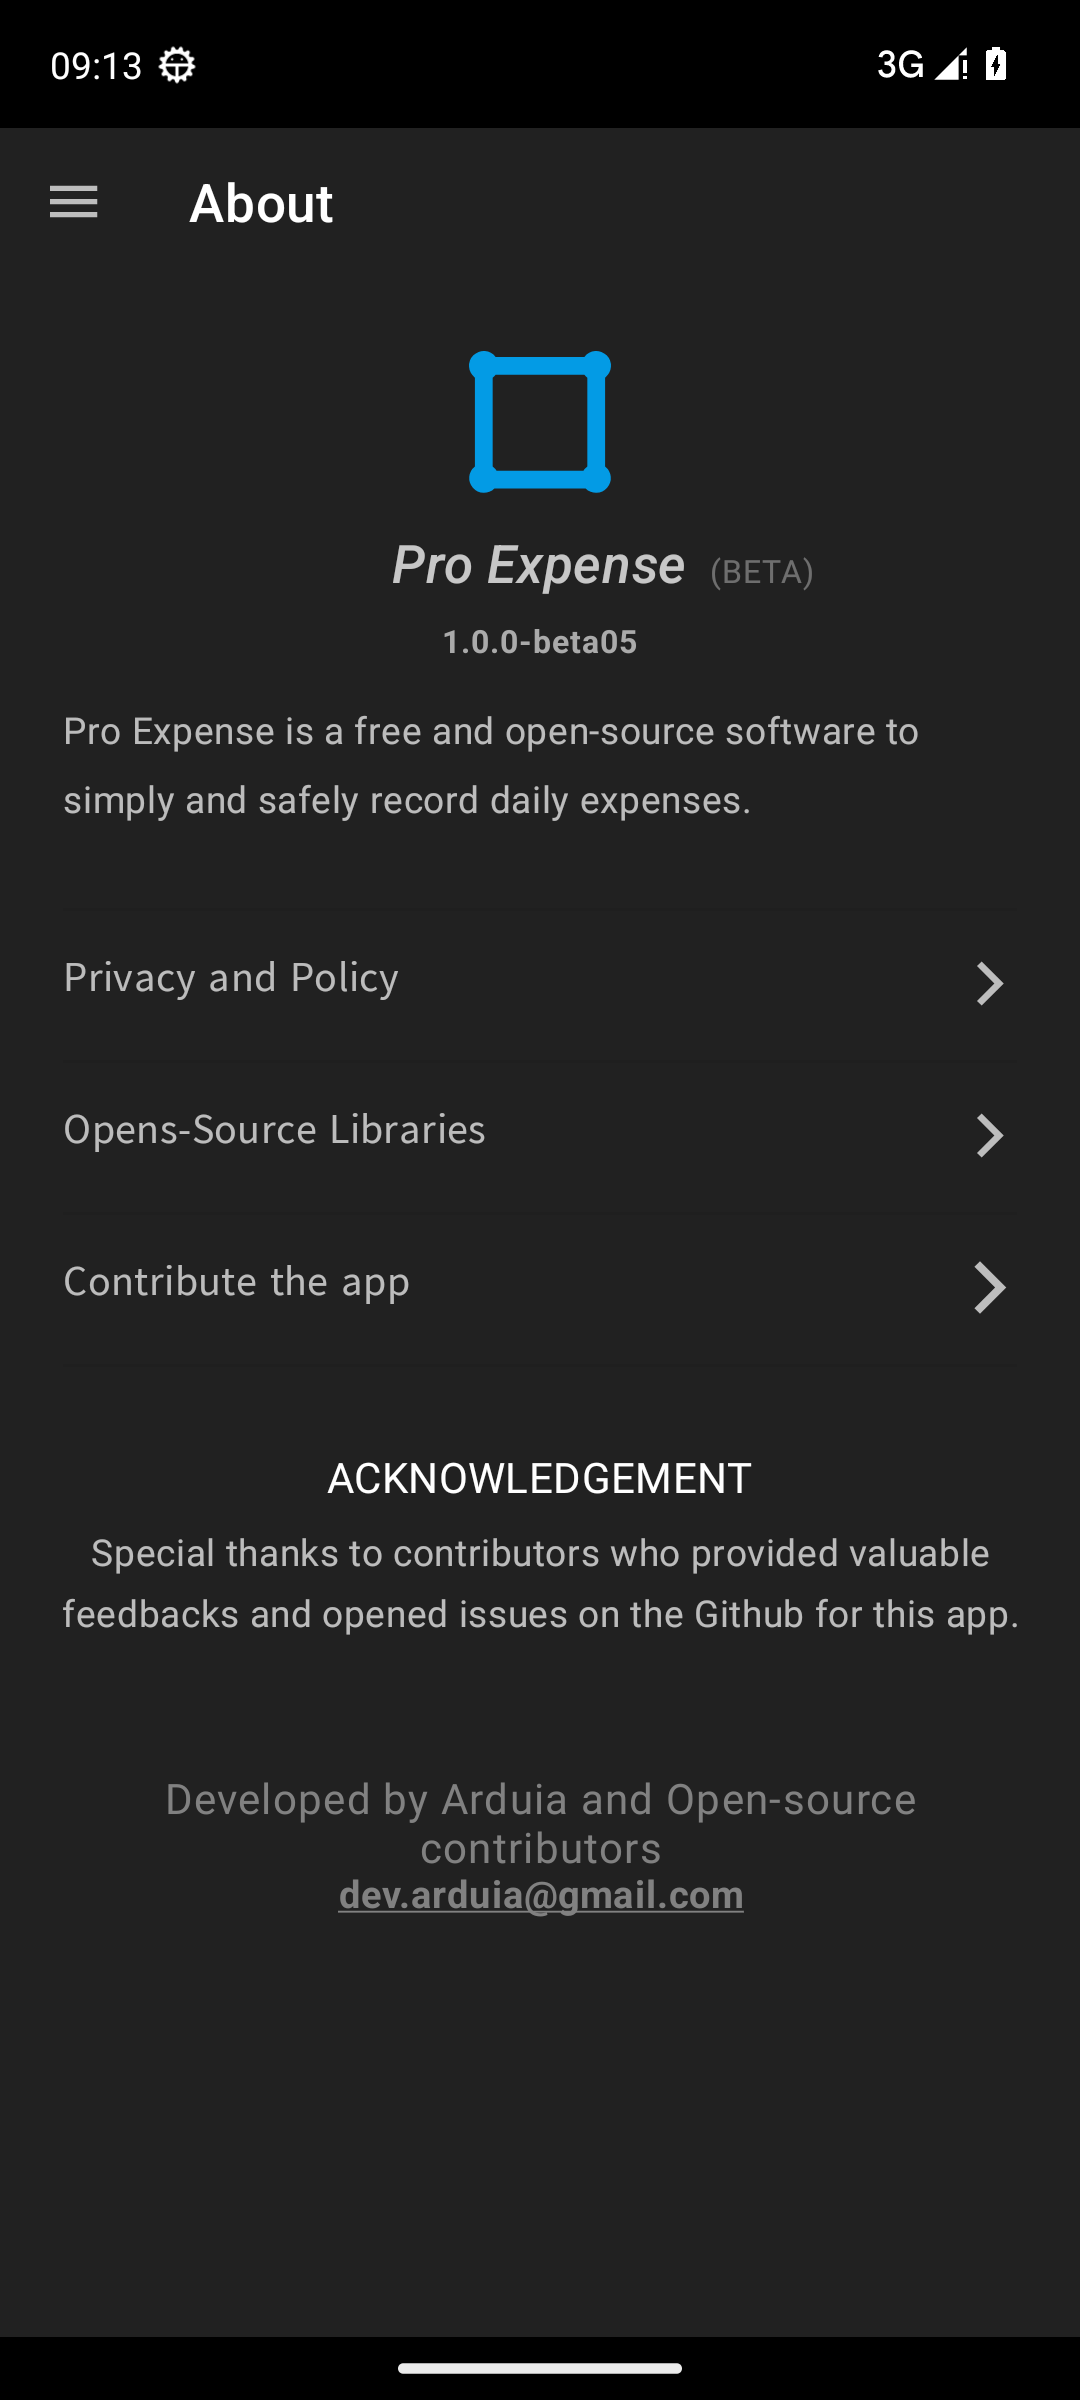 09:13
3G
About
Pro Expense (BETA)
1.0.0-beta05
Pro Expense is a free and open-source software to
simply and safely record daily expenses.
Privacy and Policy
Opens-Source Libraries
Contribute the app
ACKNOWLEDGEMENT
Special thanks to contributors who provided valuable
feedbacks and opened issues on the Github for this app.
Developed by Arduia and Open-source
contributors
dev.arduia@gmail.com